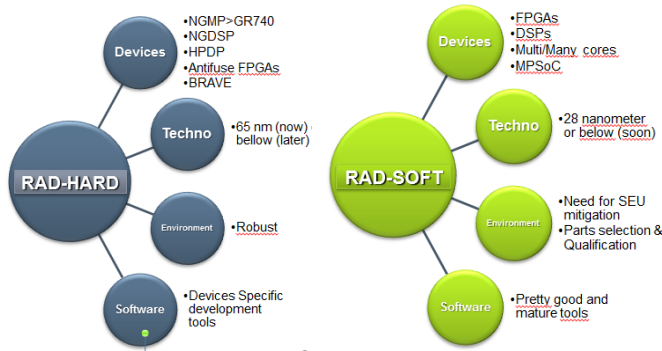 RAD-HARD
Devices
•NGMP>GR740
•NGDSP
•HPDP
•Antifuse FPGAs
•BRAVE
Techno
•65 nm (now)
bellow (later)
Environment
•Robust
Software
•Devices Specific
development
tools
RAD-SOFT
Devices
•FPGAs
•DSPs
•Multi/Many cores
•MPSoC
Techno
•28 nanometer
or below (soon)
Environment
•Need for SEU
mitigation
•Parts selection &
Qualification
Software
•Pretty good and
mature tools